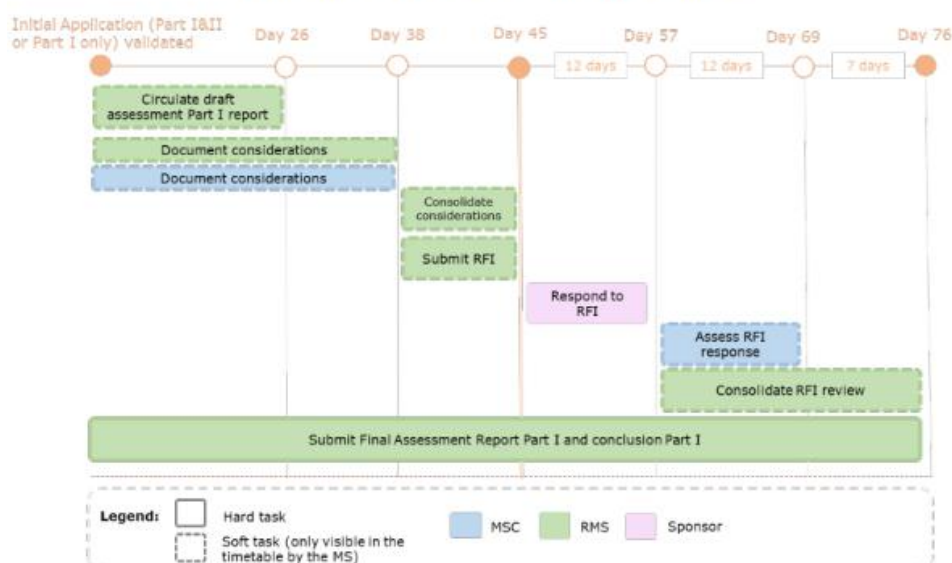 Initial Application (Part I&II
or Part I only) validated
Day 26
Day 38
Day 45
Day 57
Day 69
Day 76
12 days
12 days
7 days
Circulate draft
assessment Part I report
Document considerations
Document considerations
Consolidate
considerations
Submit RFI
Respond to
RFI
Assess RFI
response
Consolidate RFI review
Submit Final Assessment Report Part I and conclusion Part I
Legend:
Hard task
Soft task (only visible in the
timetable by the MS)
MSC
RMS
Sponsor